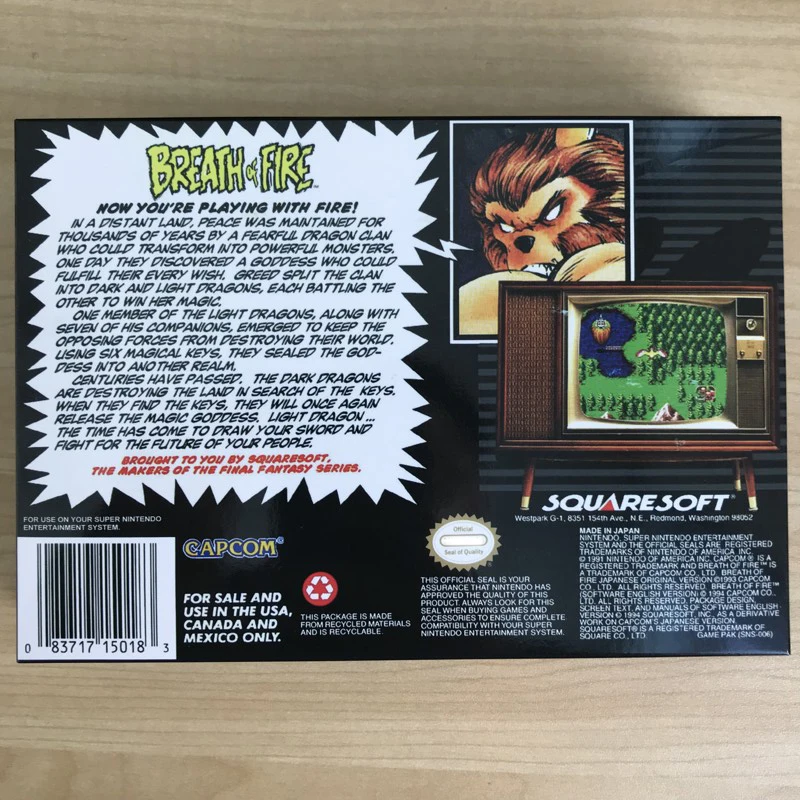 BREATH of FIRE™
NOW YOU'RE PLAYING WITH FIRE!
IN A DISTANT LAND, PEACE WAS MAINTAINED FOR
THOUSANDS OF YEARS BY A FEARFUL DRAGON CLAN
WHO COULD TRANSFORM INTO POWERFUL MONSTERS,
ONE DAY THEY DISCOVERED A GODDESS WHO COULD
FULFILL THEIR EVERY WISH. GREED SPLIT THE CLAN
INTO DARK AND LIGHT DRAGONS, EACH BATTLING THE
OTHER TO WIN HER MAGIC.
ONE MEMBER OF THE LIGHT DRAGONS, ALONG WITH
SEVEN OF HIS COMPANIONS, EMERGED TO KEEP THE
OPPOSING FORCES FROM DESTROYING THEIR WORLD.
USING SIX MAGICAL KEYS, THEY SEALED THE GOD-
DESS INTO ANOTHER REALM.
CENTURIES HAVE PASSED. THE DARK DRAGONS
ARE DESTROYING THE LAND IN SEARCH OF THE KEYS.
WHEN THEY FIND THE KEYS, THEY WILL ONCE AGAIN
RELEASE THE MAGIC GODDESS. LIGHT DRAGON...
THE TIME HAS COME TO DRAW YOUR SWORD AND
FIGHT FOR THE FUTURE OF YOUR PEOPLE.
BROUGHT TO YOU BY SQUARESOFT,
THE MAKERS OF THE FINAL FANTASY SERIES.
SQUARESOFT®
Westpark G-1, 8351 154th Ave., N.E., Redmond, Washington 98052
FOR USE ON YOUR SUPER NINTENDO
ENTERTAINMENT SYSTEM.
0 83717 15018 3
CAPCOM®
FOR SALE AND
USE IN THE USA,
CANADA AND
MEXICO ONLY.
THIS PACKAGE IS MADE
FROM RECYCLED MATERIALS
AND IS RECYCLABLE.
Official
Seal of Quality
THIS OFFICIAL SEAL IS YOUR
ASSURANCE THAT NINTENDO HAS
APPROVED THE QUALITY OF THIS
PRODUCT. ALWAYS LOOK FOR THIS
SEAL WHEN BUYING GAMES AND
ACCESSORIES TO ENSURE COMPLETE
COMPATIBILITY WITH YOUR SUPER
NINTENDO ENTERTAINMENT SYSTEM.
MADE IN JAPAN
NINTENDO, SUPER NINTENDO ENTERTAINMENT
SYSTEM AND THE OFFICIAL SEALS ARE REGISTERED
TRADEMARKS OF NINTENDO OF AMERICA INC.
© 1991 NINTENDO OF AMERICA INC. CAPCOM ® IS A
REGISTERED TRADEMARK AND BREATH OF FIRE™ IS
A TRADEMARK OF CAPCOM CO., LTD. BREATH OF
FIRE JAPANESE ORIGINAL VERSION ©1993 CAPCOM
CO. LTD. ALL RIGHTS RESERVED. BREATH OF FIRE™
(SOFTWARE ENGLISH VERSION) © 1994 CAPCOM CO.,
LTD. ALL RIGHTS RESERVED. PACKAGE DESIGN,
SCREEN TEXT, AND MANUALS OF SOFTWARE ENGLISH
VERSION © 1994 SQUARESOFT, INC. AS A DERIVATIVE
WORK ON CAPCOM'S JAPANESE VERSION.
SQUARESOFT® IS A REGISTERED TRADEMARK OF
SQUARE CO., LTD. GAME PAK (SNS-006)